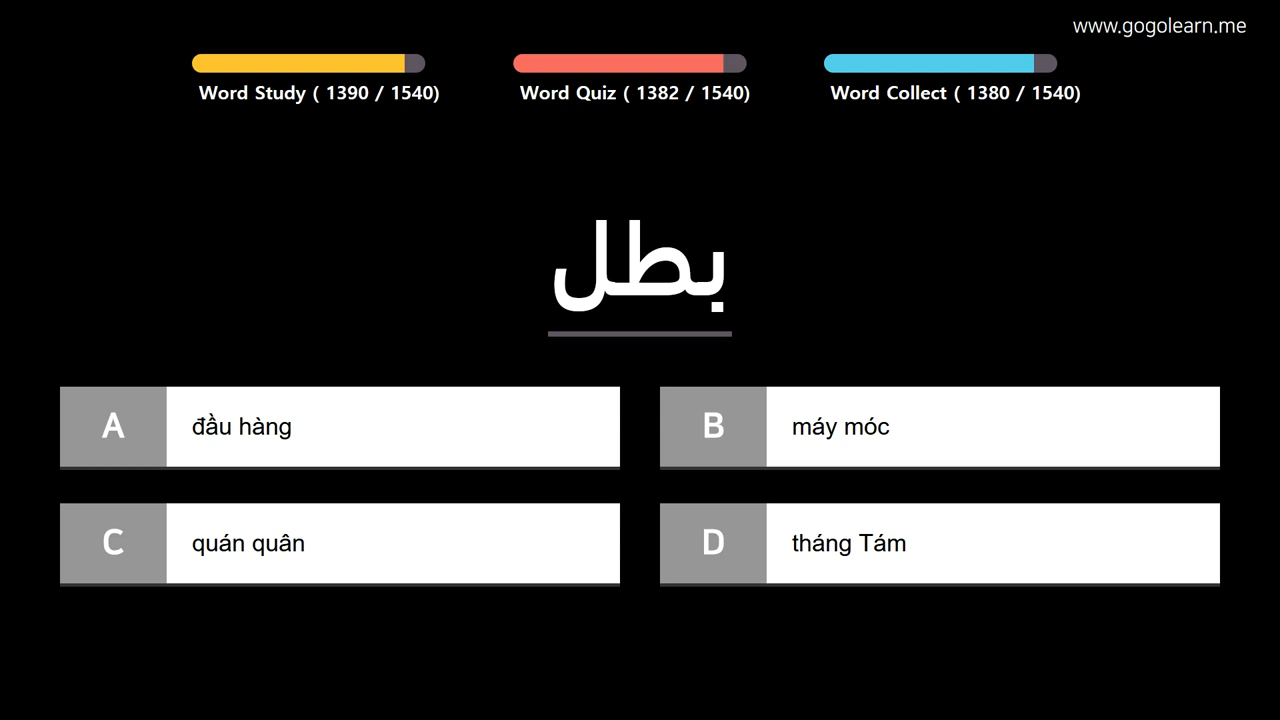 www.gogolearn.me
Word Study ( 1390 / 1540)
Word Quiz ( 1382 / 1540)
Word Collect ( 1380 / 1540)
بطل
A đầu hàng
B máy móc
C quán quân
D tháng Tám